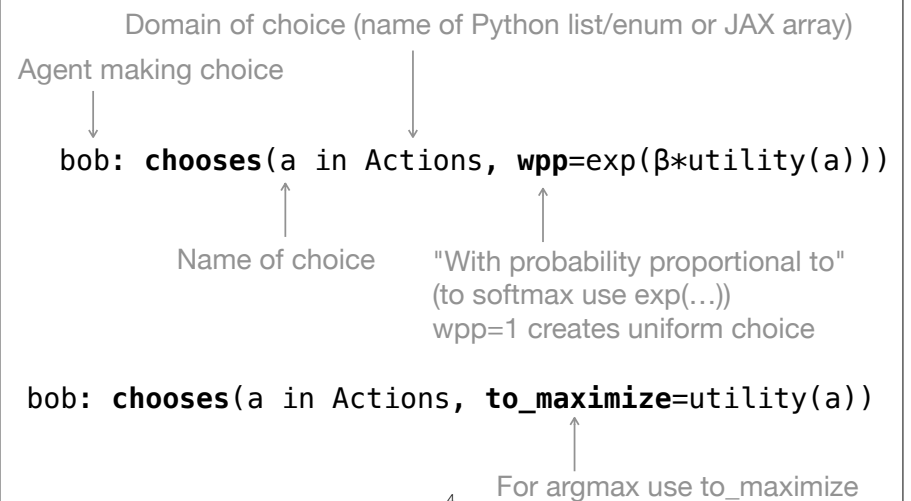 Domain of choice (name of Python list/enum or JAX array)
Agent making choice
bob: chooses(a in Actions, wpp=exp(β*utility(a)))
Name of choice
"With probability proportional to"
(to softmax use exp(…))
wpp=1 creates uniform choice
bob: chooses(a in Actions, to_maximize=utility(a))
For argmax use to_maximize
4